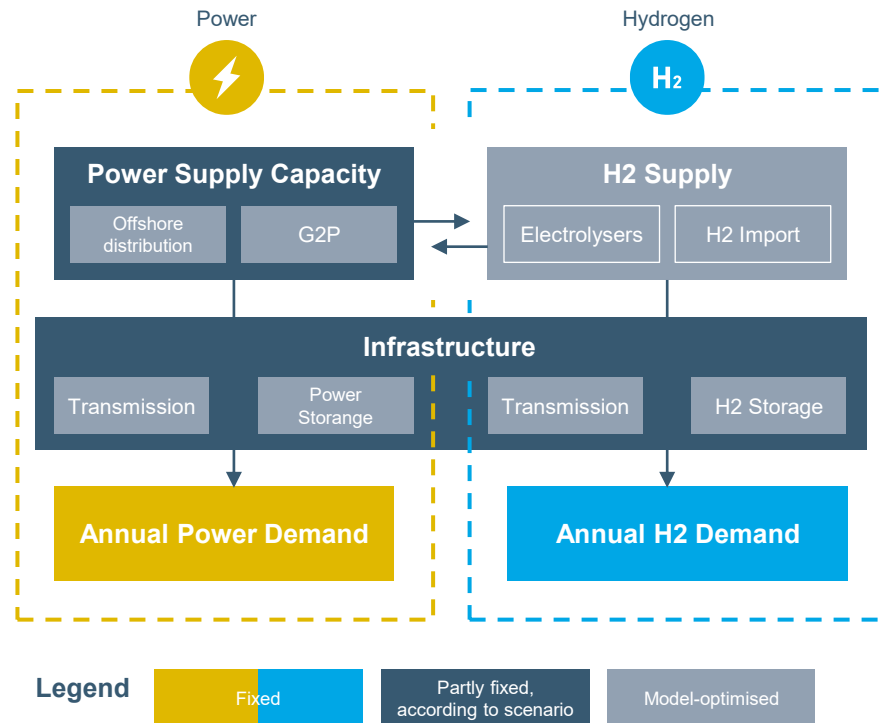 Power
Hydrogen
H₂
Power Supply Capacity
H2 Supply
Offshore
distribution
G2P
Electrolysers
H2 Import
Infrastructure
Transmission
Power
Storange
Transmission
H2 Storage
Annual Power Demand
Annual H2 Demand
Legend
Fixed
Partly fixed,
according to scenario
Model-optimised